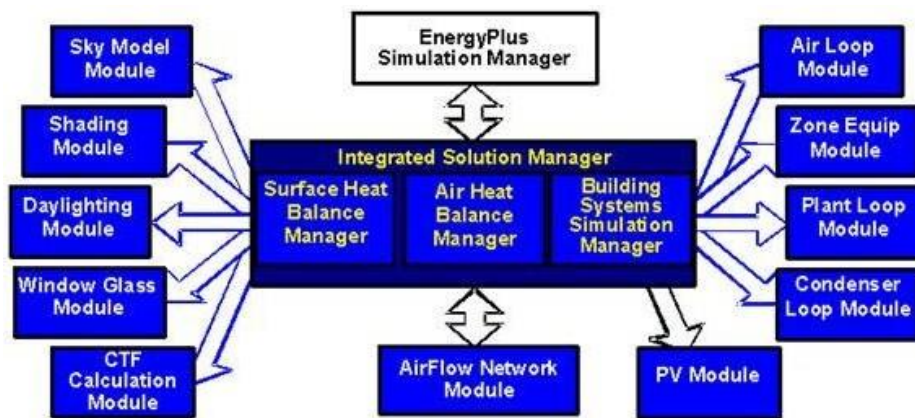 Sky Model
Module
EnergyPlus
Simulation Manager
Air Loop
Module
Shading
Module
Zone Equip
Module
Integrated Solution Manager
Surface Heat
Balance
Manager
Air Heat
Balance
Manager
Building
Systems
Simulation
Manager
Daylighting
Module
Plant Loop
Module
Window Glass
Module
Condenser
Loop Module
CTF
Calculation
Module
AirFlow Network
Module
PV Module